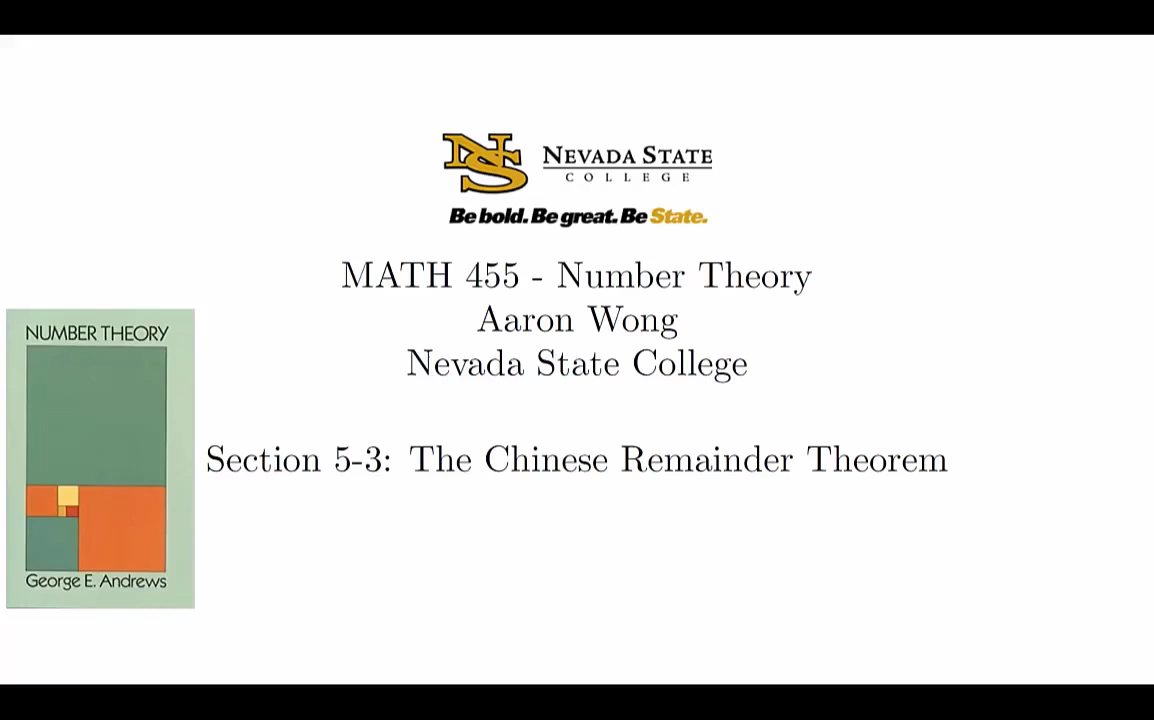 NEVADA STATE
COLLEGE
Be bold. Be great. Be State.
MATH 455 - Number Theory
Aaron Wong
Nevada State College
Section 5-3: The Chinese Remainder Theorem
NUMBER THEORY
George E. Andrews